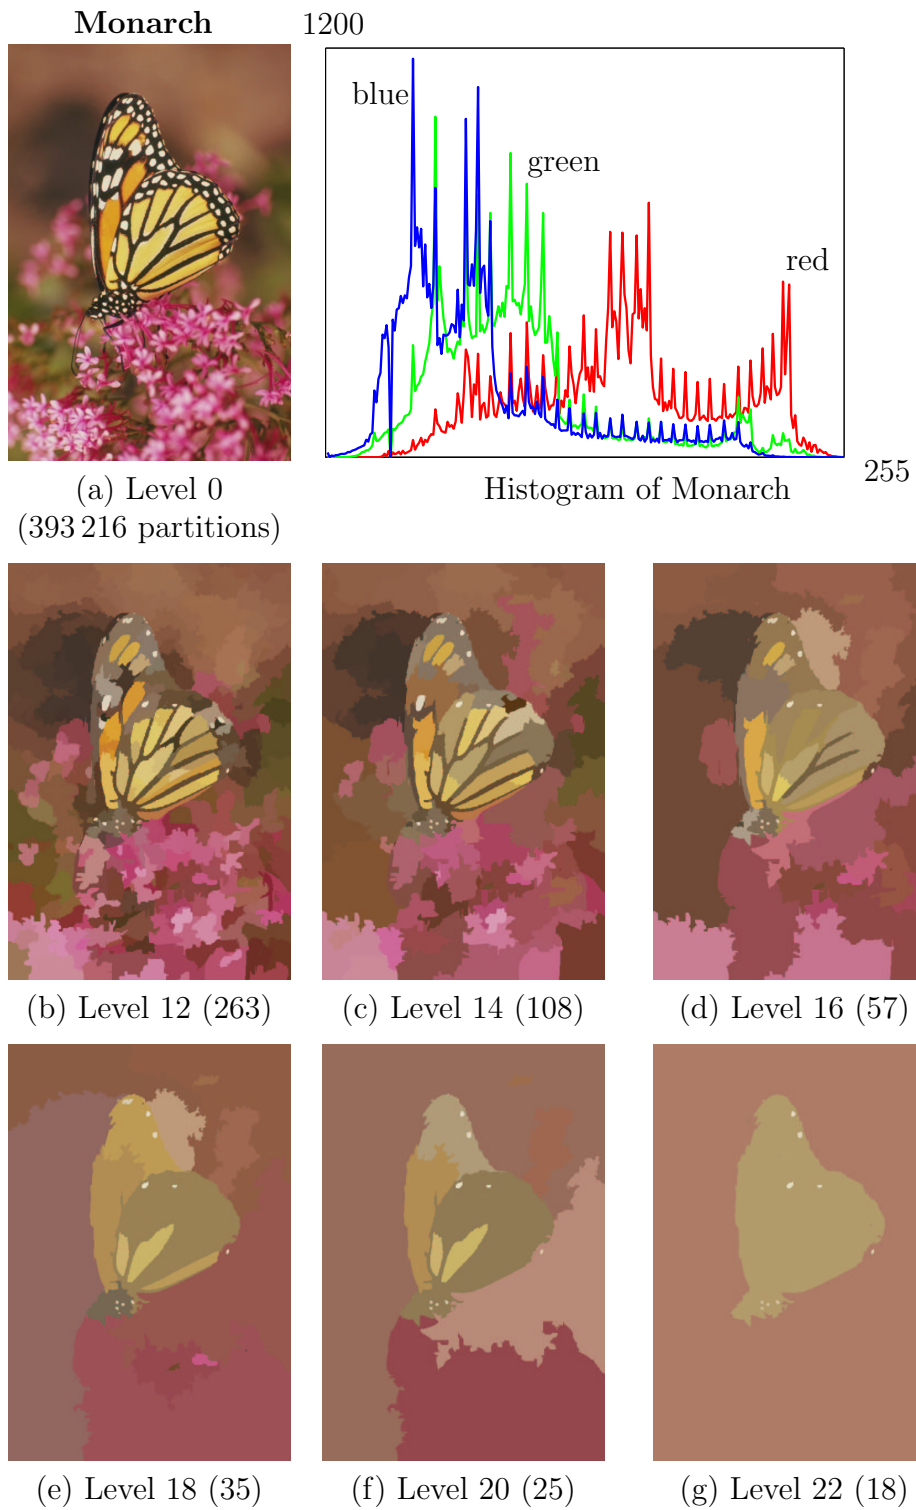 Monarch
1200
blue
green
red
255
(a) Level 0
(393 216 partitions)
Histogram of Monarch
(b) Level 12 (263)
(c) Level 14 (108)
(d) Level 16 (57)
(e) Level 18 (35)
(f) Level 20 (25)
(g) Level 22 (18)